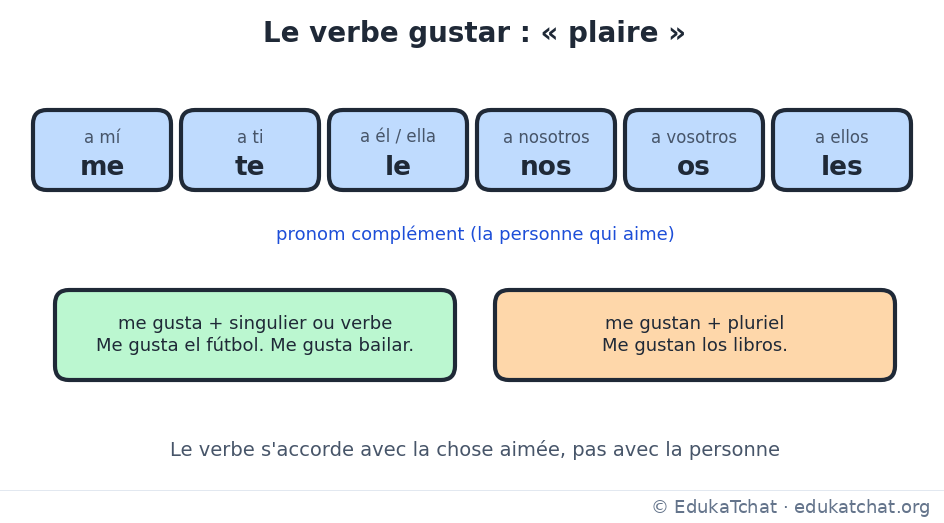 Le verbe gustar : « plaire »
a mí
me
a ti
te
a él / ella
le
a nosotros
nos
a vosotros
os
a ellos
les
pronom complément (la personne qui aime)
me gusta + singulier ou verbe
Me gusta el fútbol. Me gusta bailar.
me gustan + pluriel
Me gustan los libros.
Le verbe s'accorde avec la chose aimée, pas avec la personne
© EdukaTchat · edukatchat.org